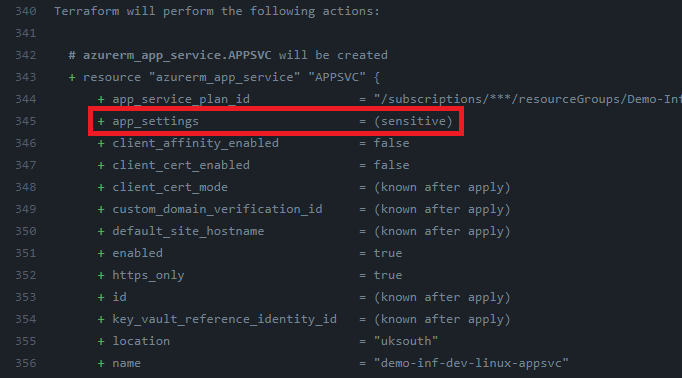 340 Terraform will perform the following actions:
341
342 # azurerm_app_service.APPSVC will be created
343 + resource "azurerm_app_service" "APPSVC" {
344 + app_service_plan_id = "/subscriptions/***/resourceGroups/Demo-Inf
345 + app_settings = (sensitive)
346 + client_affinity_enabled = false
347 + client_cert_enabled = false
348 + client_cert_mode = (known after apply)
349 + custom_domain_verification_id = (known after apply)
350 + default_site_hostname = (known after apply)
351 + enabled = true
352 + https_only = true
353 + id = (known after apply)
354 + key_vault_reference_identity_id = (known after apply)
355 + location = "uksouth"
356 + name = "demo-inf-dev-linux-appsvc"